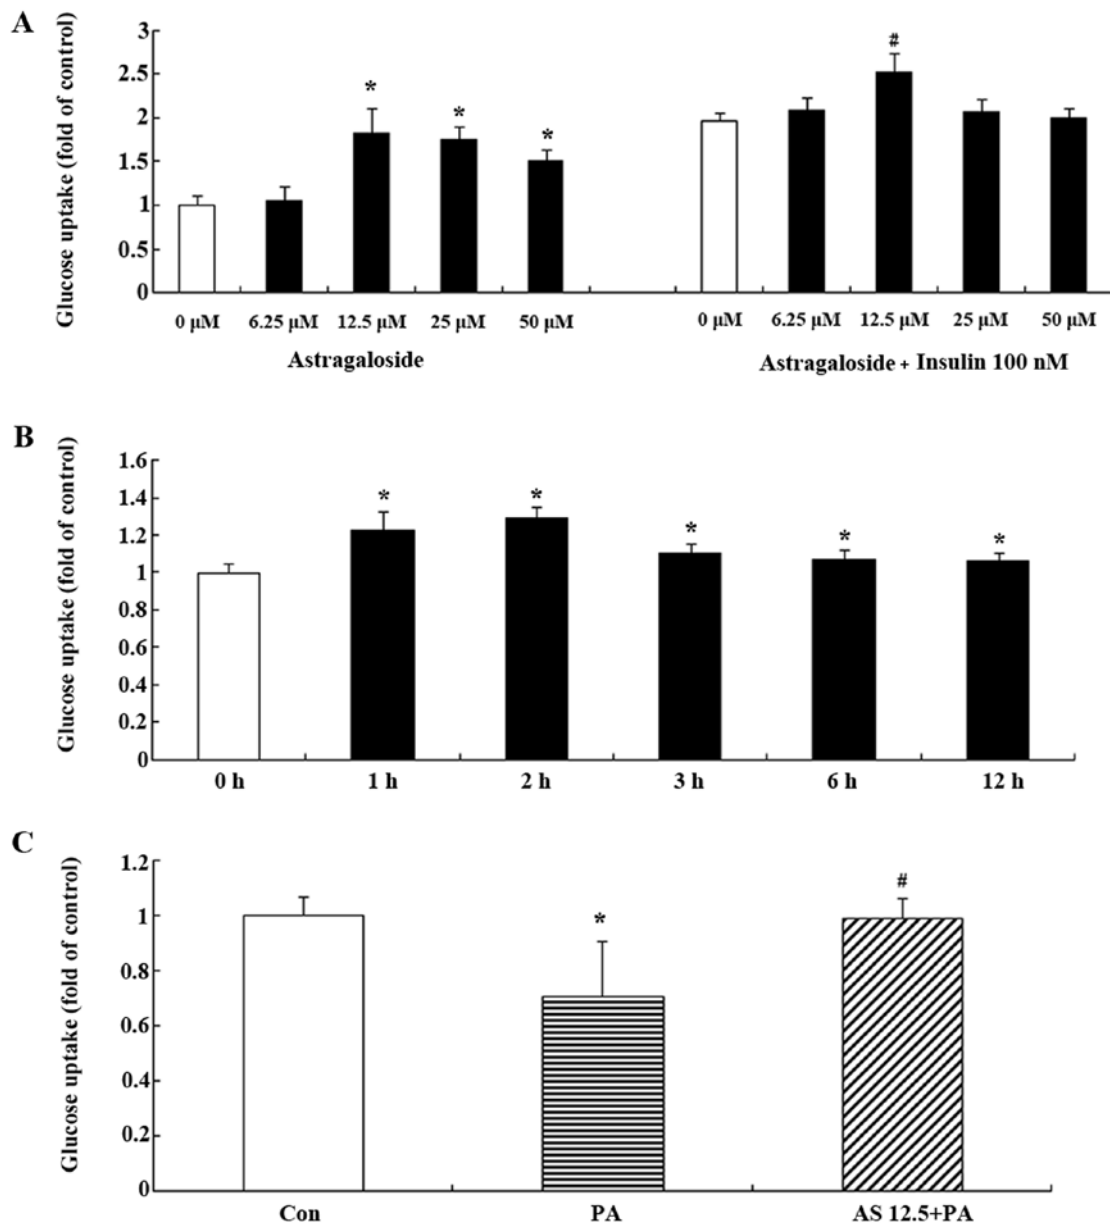 A
Glucose uptake (fold of control)
3
2.5
2
1.5
1
0.5
0
* * * #
0 μM 6.25 μM 12.5 μM 25 μM 50 μM 0 μM 6.25 μM 12.5 μM 25 μM 50 μM
Astragaloside Astragaloside + Insulin 100 nM
B
Glucose uptake (fold of control)
1.6
1.4
1.2
1
0.8
0.6
0.4
0.2
0
* * * * *
0 h 1 h 2 h 3 h 6 h 12 h
C
Glucose uptake (fold of control)
1.2
1
0.8
0.6
0.4
0.2
0
* #
Con PA AS 12.5+PA